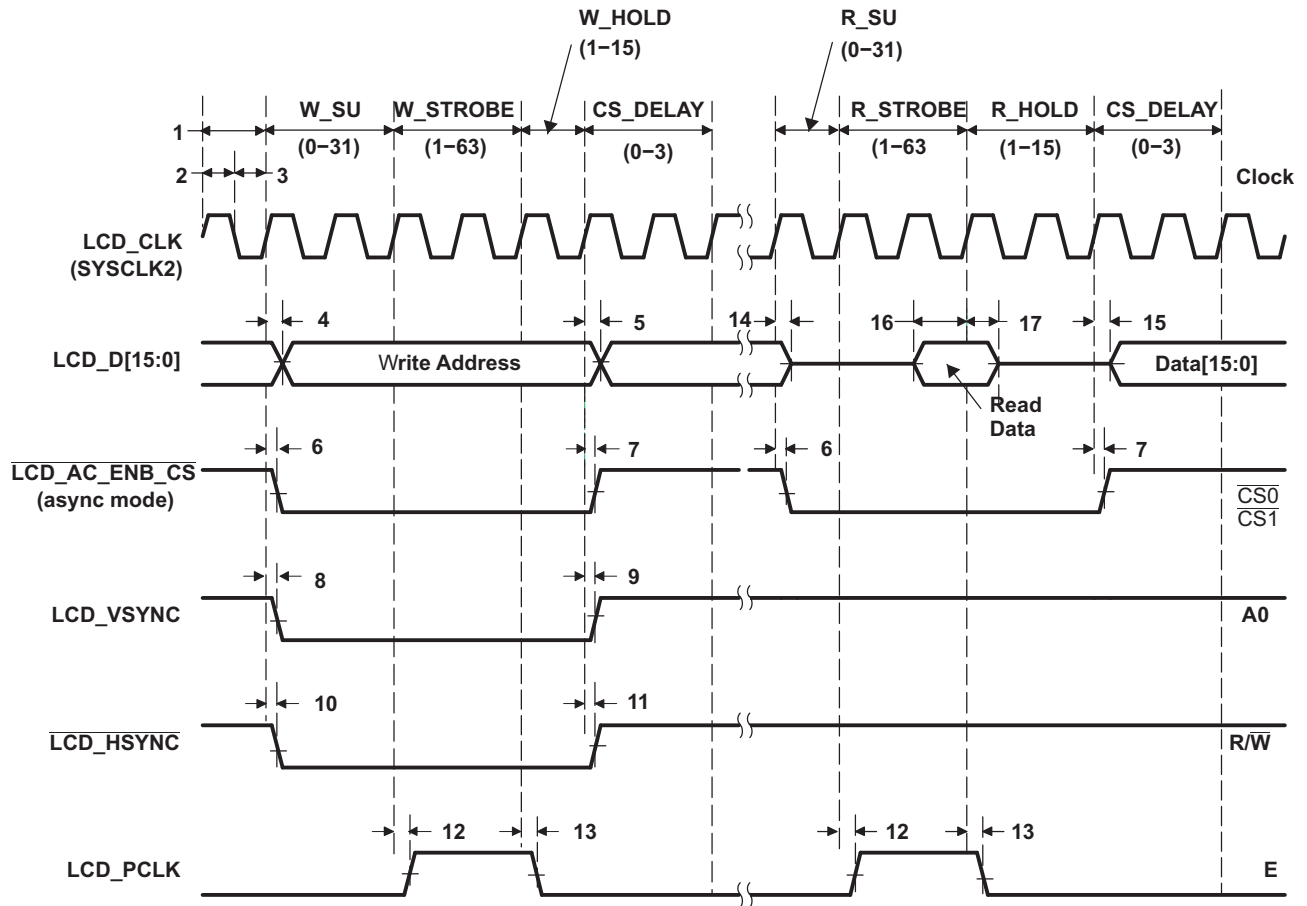 W_HOLD
(1−15)
R_SU
(0−31)
W_SU
W_STROBE
CS_DELAY
R_STROBE
R_HOLD
CS_DELAY
1
(0−31)
(1−63)
(0−3)
(1−63
(1−15)
(0−3)
2
3
Clock
LCD_CLK
(SYSCLK2)
4
5
14
16
17
15
LCD_D[15:0]
Write Address
Data[15:0]
Read
Data
6
7
6
7
LCD_AC_ENB_CS
(async mode)
CS0
CS1
8
9
LCD_VSYNC
A0
10
11
LCD_HSYNC
R/W
12
13
12
13
LCD_PCLK
E